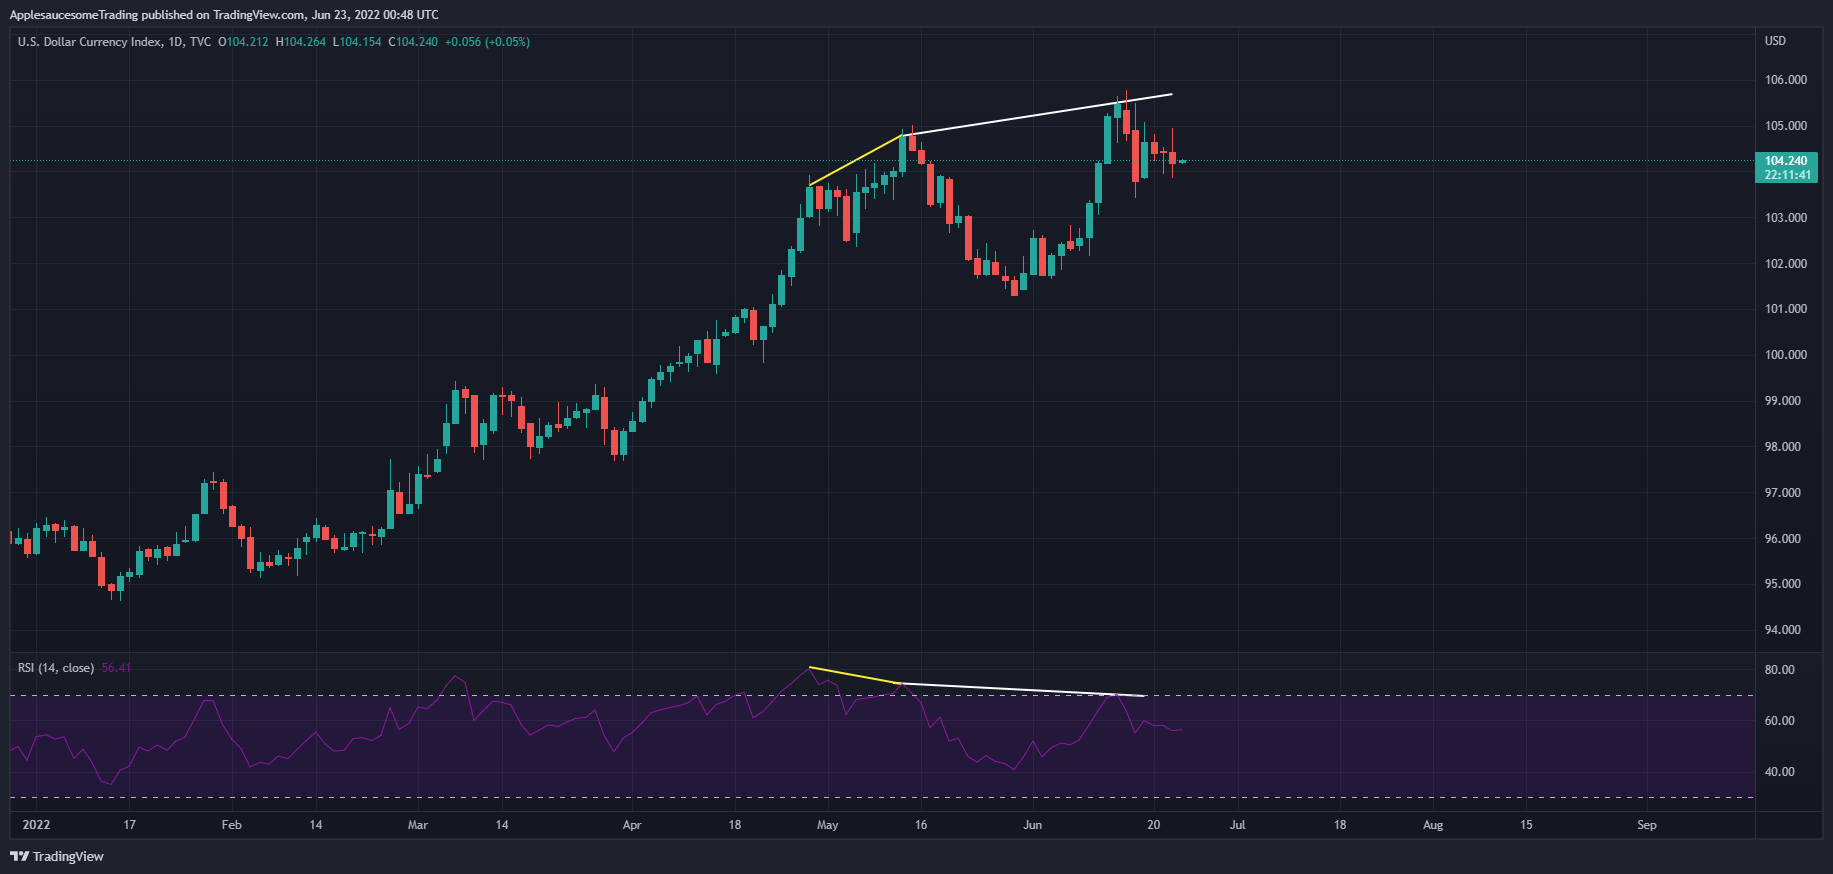 ApplesaucesomeTrading published on TradingView.com, Jun 23, 2022 00:48 UTC
U.S. Dollar Currency Index, 1D, TVC O104.212 H104.264 L104.154 C104.240 +0.056 (+0.05%)
USD
106.000
105.000
104.240
22:11:41
103.000
102.000
101.000
100.000
99.000
98.000
97.000
96.000
95.000
94.000
RSI (14, close) 56.41
80.00
60.00
40.00
2022 17 Feb 14 Mar 14 Apr 18 May 16 Jun 20 Jul 18 Aug 15 Sep
TradingView